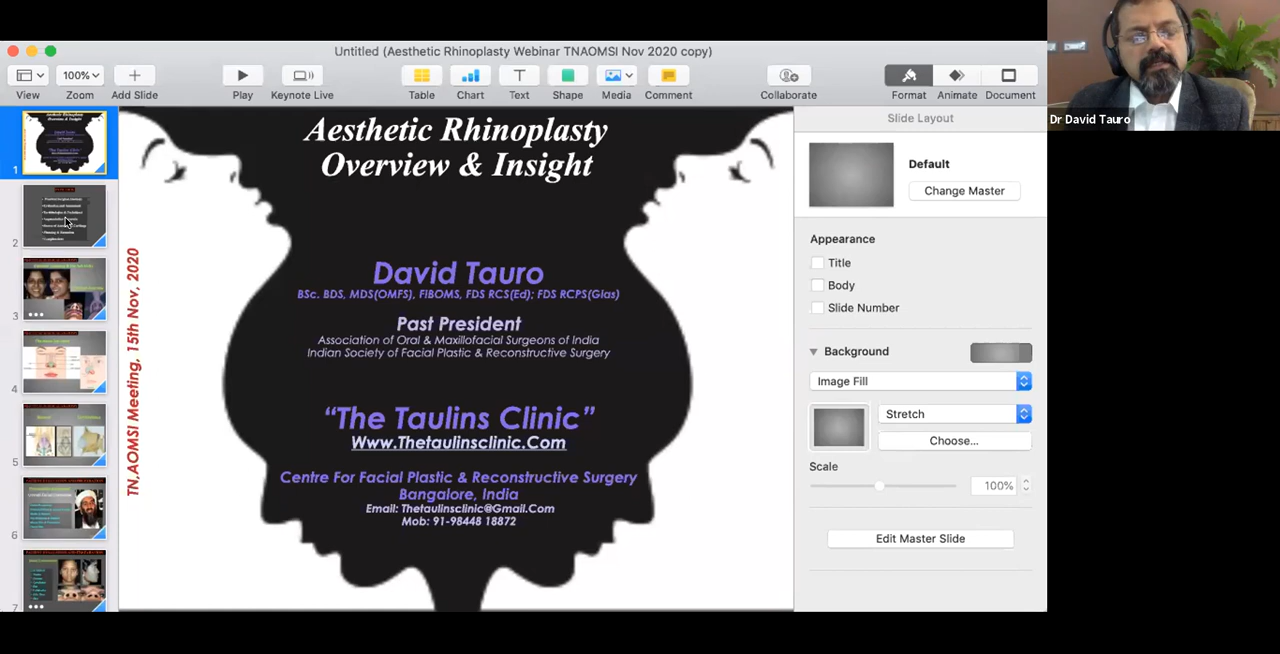 Untitled (Aesthetic Rhinoplasty Webinar TNAOMSI Nov 2020 copy)
100%
View
Zoom
Add Slide
Play
Keynote Live
Table
Chart
Text
Shape
Media
Comment
Collaborate
Format
Animate
Document
Dr David Tauro
1
2
3
4
5
6
7
Aesthetic Rhinoplasty
Overview & Insight
David Tauro
BSc. BDS, MDS(OMFS), FIBOMS, FDS RCS(Ed); FDS RCPS(Glas)
Past President
Association of Oral & Maxillofacial Surgeons of India
Indian Society of Facial Plastic & Reconstructive Surgery
“The Taulins Clinic”
Www.Thetaulinsclinic.Com
Centre For Facial Plastic & Reconstructive Surgery
Bangalore, India
Email: Thetaulinsclinic@Gmail.Com
Mob: 91-98448 18872
TN,AOMSI Meeting, 15th Nov, 2020
Slide Layout
Default
Change Master
Appearance
Title
Body
Slide Number
Background
Image Fill
Stretch
Choose...
Scale
100%
Edit Master Slide